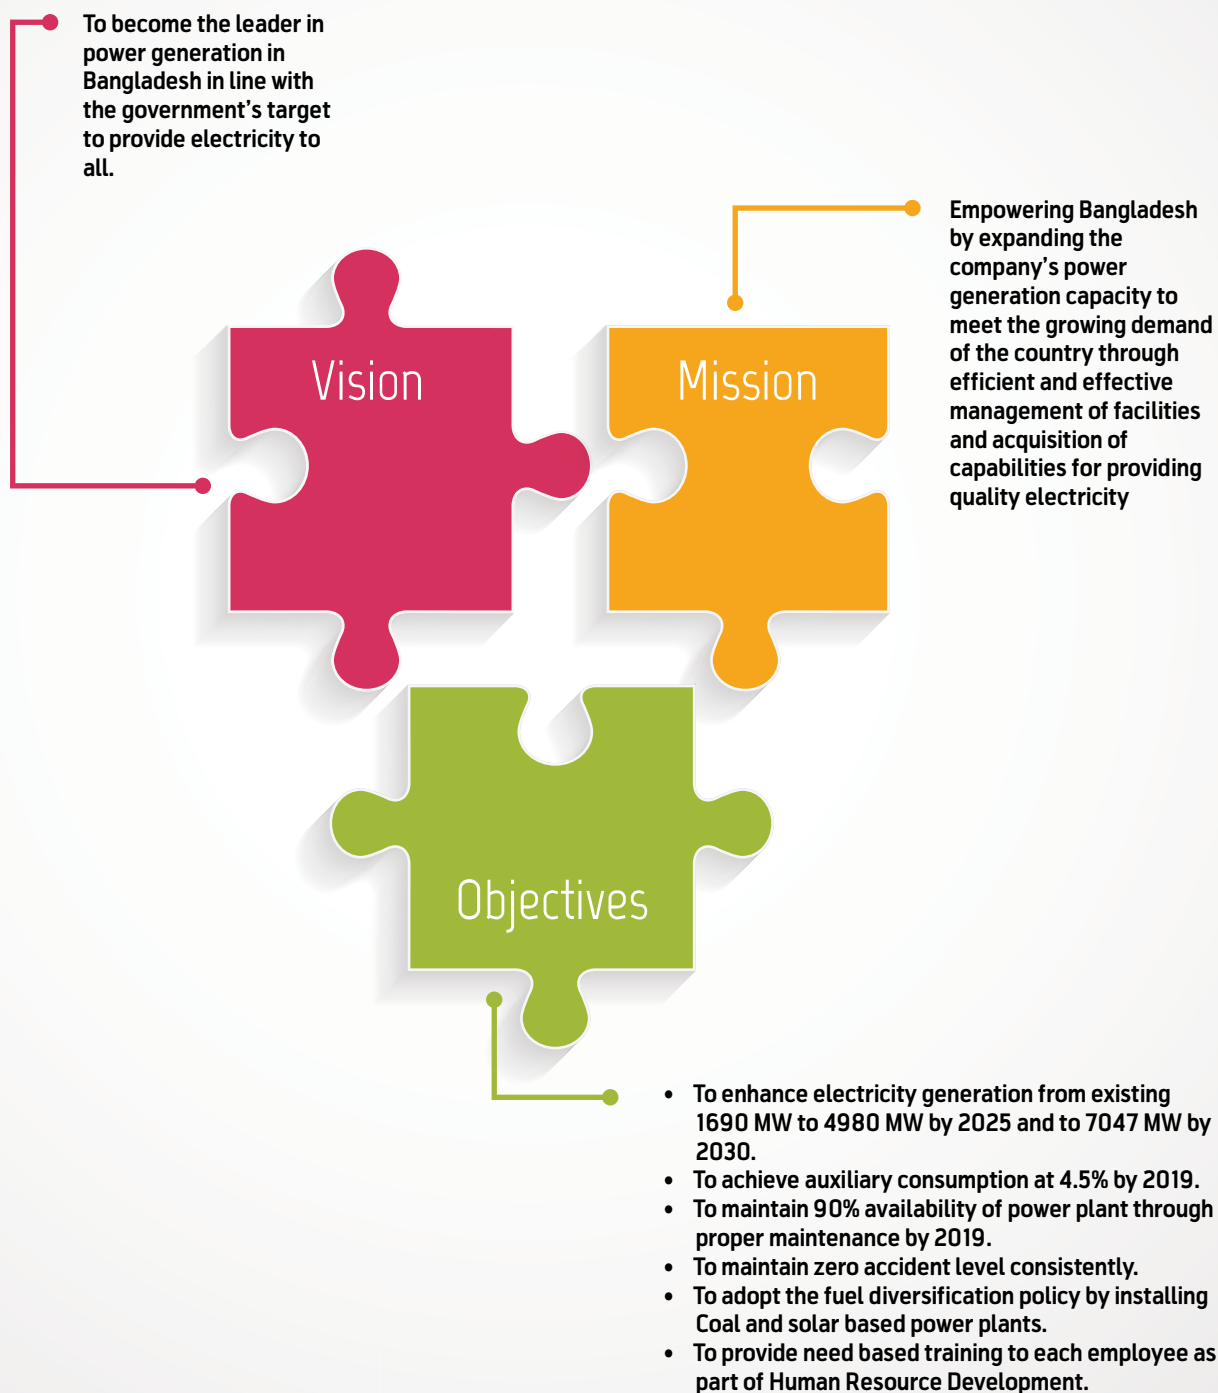 To become the leader in
power generation in
Bangladesh in line with
the government’s target
to provide electricity to
all.
Empowering Bangladesh
by expanding the
company’s power
generation capacity to
meet the growing demand
of the country through
efficient and effective
management of facilities
and acquisition of
capabilities for providing
quality electricity
Vision
Mission
Objectives
• To enhance electricity generation from existing
1690 MW to 4980 MW by 2025 and to 7047 MW by
2030.
• To achieve auxiliary consumption at 4.5% by 2019.
• To maintain 90% availability of power plant through
proper maintenance by 2019.
• To maintain zero accident level consistently.
• To adopt the fuel diversification policy by installing
Coal and solar based power plants.
• To provide need based training to each employee as
part of Human Resource Development.